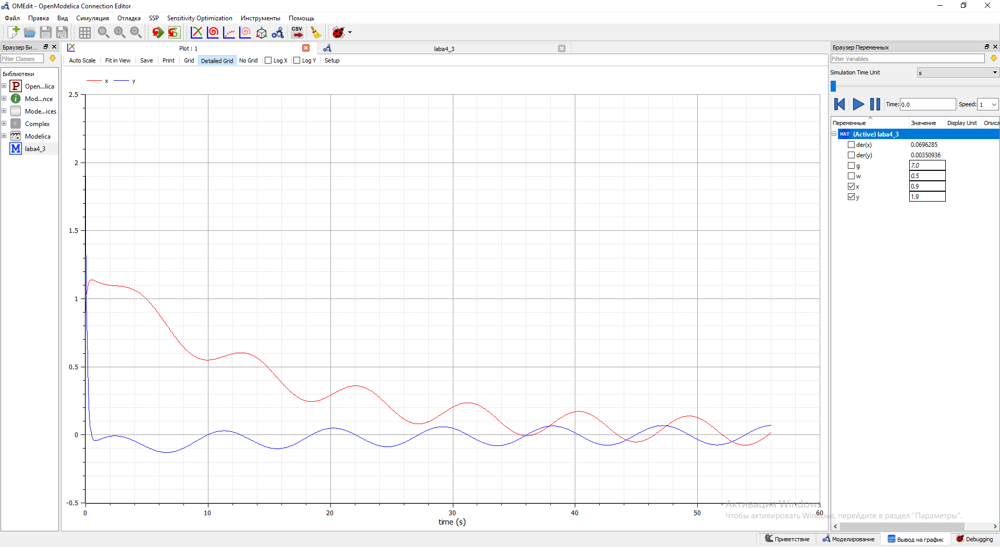 OMEdit - OpenModelica Connection Editor
Файл Правка Вид Симуляция Отладка SSP Sensitivity Optimization Инструменты Помощь
CSV
Браузер Би...
Plot : 1
laba4_3
Браузер Переменных
Filter Classes
Auto Scale Fit in View Save Print Grid Detailed Grid No Grid Log X Log Y Setup
Filter Variables
Библиотеки
P Open...lica
i Mod...nce
Mode...ices
C Complex
Modelica
M laba4_3
Simulation Time Unit s
Time: 0.0 Speed: 1
Переменные Значение Display Unit Описа
MAT (Active) laba4_3
der(x) 0.0696285
der(y) 0.00350936
g 7.0
w 0.5
x 0.9
y 1.9
x y
2.5
2
1.5
1
0.5
0
-0.5
0 10 20 30 40 50 60
time (s)
Активация Windows
Чтобы активировать Windows, перейдите в раздел "Параметры".
Приветствие Моделирование Вывод на график Debugging